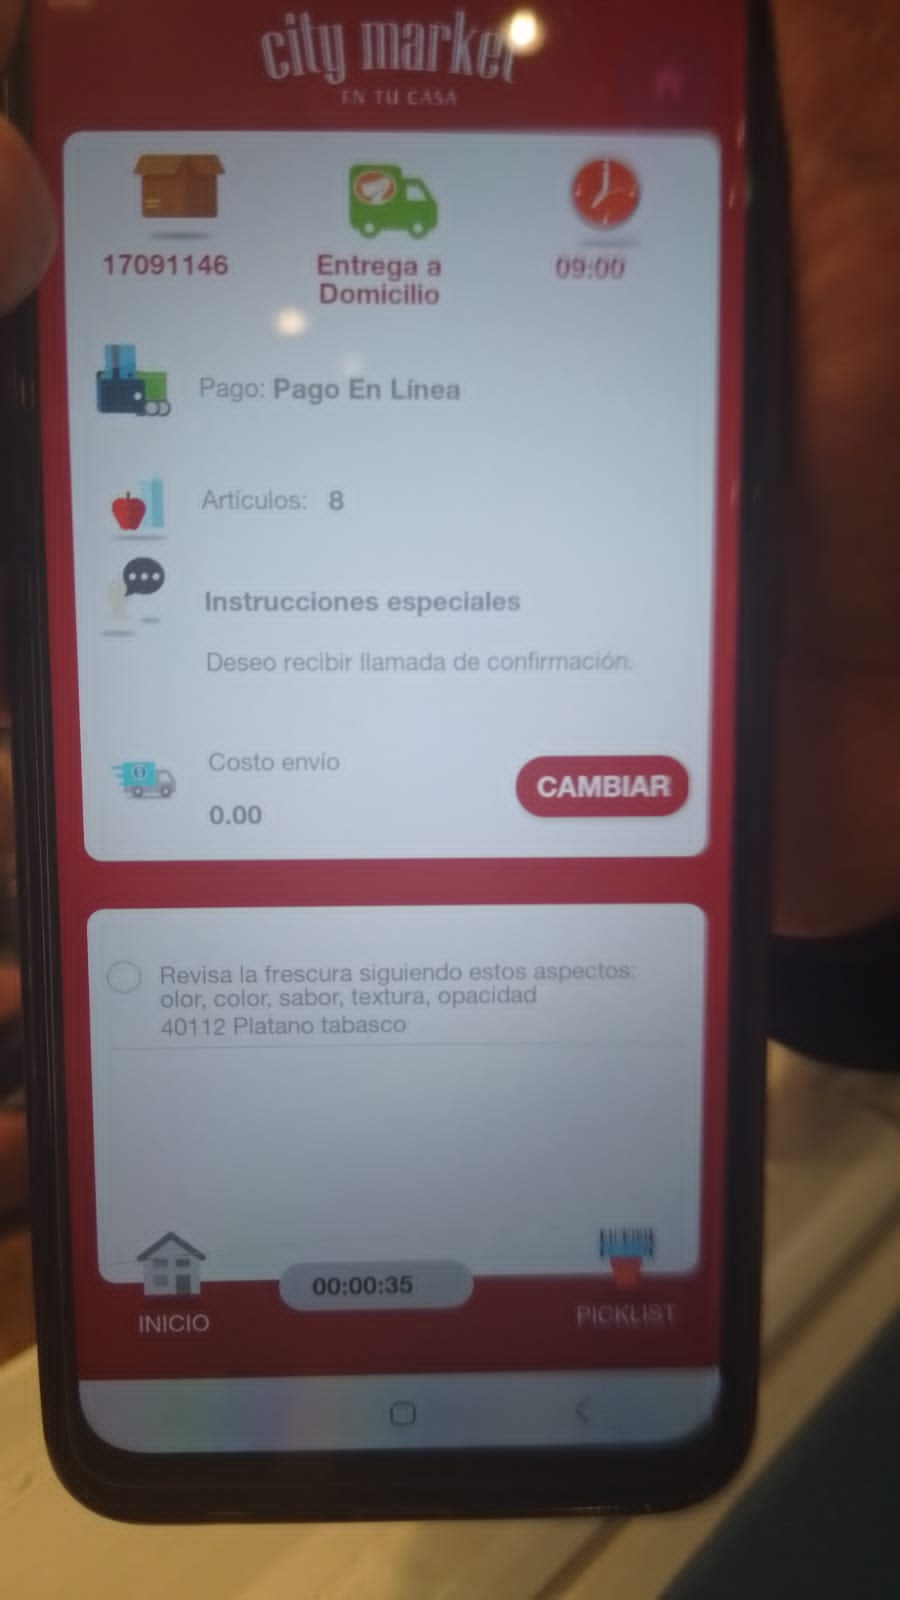 city market
EN TU CASA
17091146
Entrega a
Domicilio
09:00
Pago: Pago En Línea
Artículos: 8
Instrucciones especiales
Deseo recibir llamada de confirmación.
Costo envío
0.00
CAMBIAR
Revisa la frescura siguiendo estos aspectos:
olor, color, sabor, textura, opacidad
40112 Platano tabasco
00:00:35
INICIO
PICKLIST